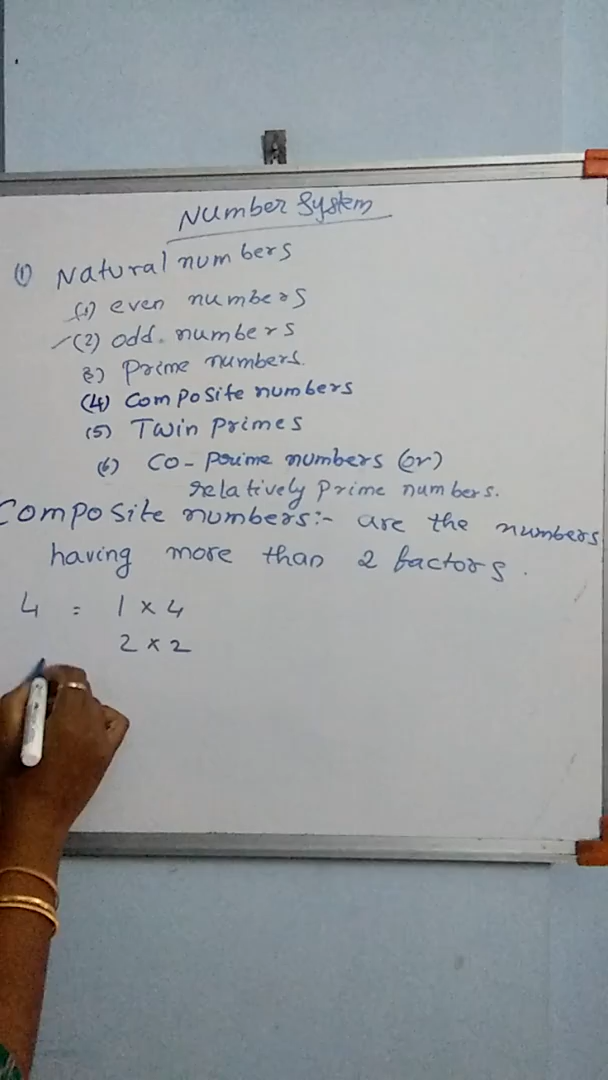 Number System
(1) Natural numbers
(1) even numbers
(2) odd. numbers
3) Prime numbers.
(4) Composite numbers
(5) Twin primes
(6) Co-Prime numbers (or)
relatively prime numbers.
Composite numbers:- are the numbers
having more than 2 factors.
4 = 1 × 4
2 × 2